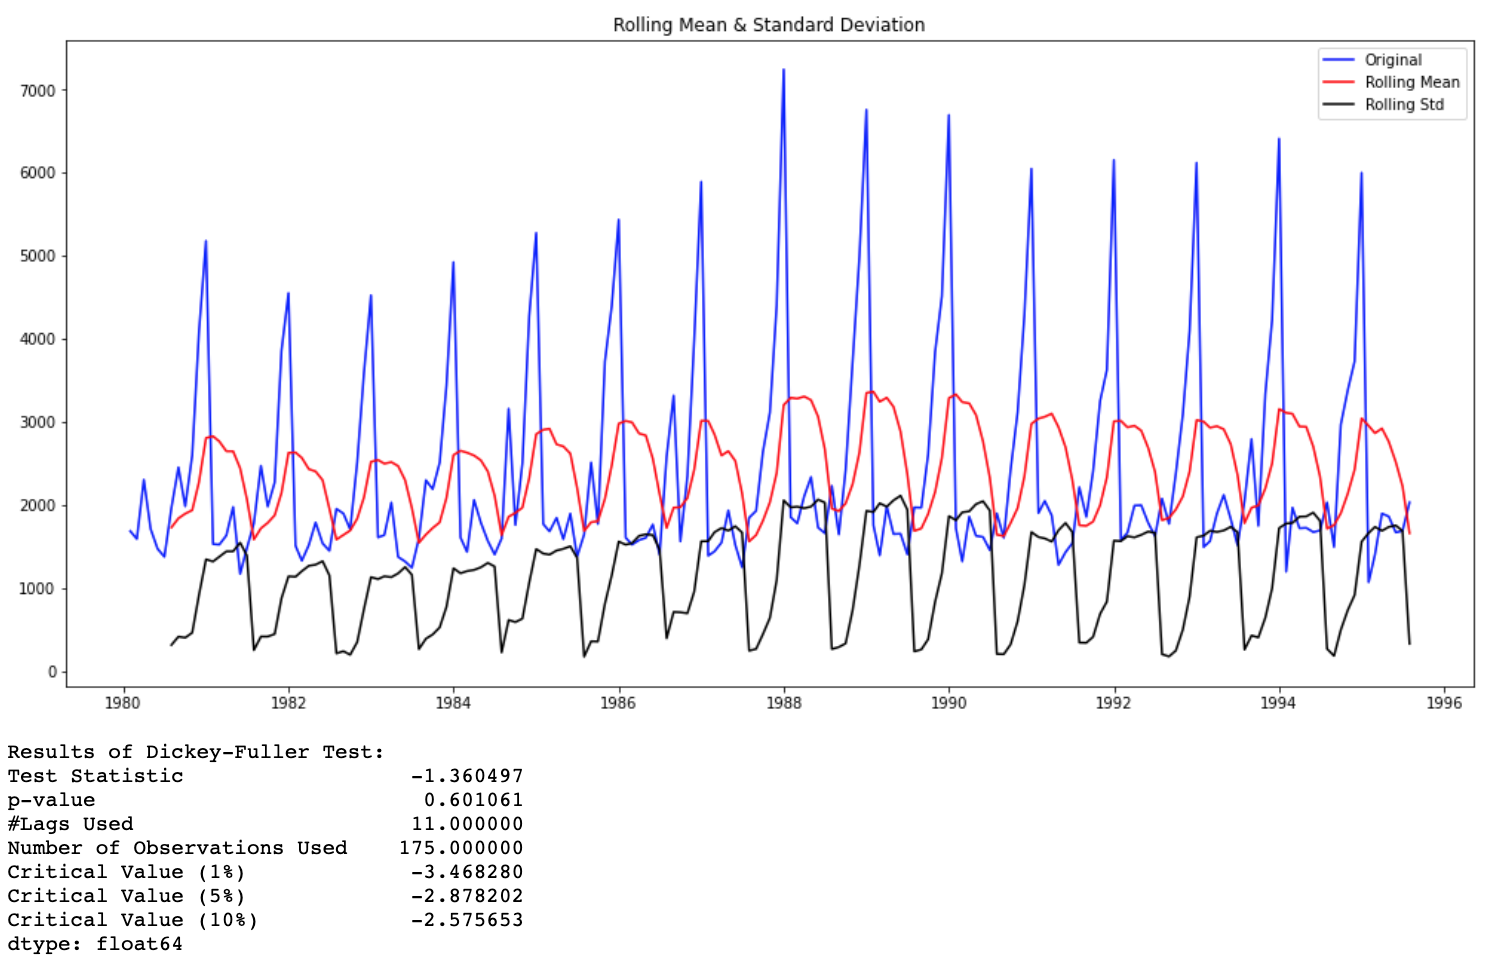 Rolling Mean & Standard Deviation
Original
Rolling Mean
Rolling Std
7000
6000
5000
4000
3000
2000
1000
0
1980 1982 1984 1986 1988 1990 1992 1994 1996
Results of Dickey-Fuller Test:
Test Statistic -1.360497
p-value 0.601061
#Lags Used 11.000000
Number of Observations Used 175.000000
Critical Value (1%) -3.468280
Critical Value (5%) -2.878202
Critical Value (10%) -2.575653
dtype: float64